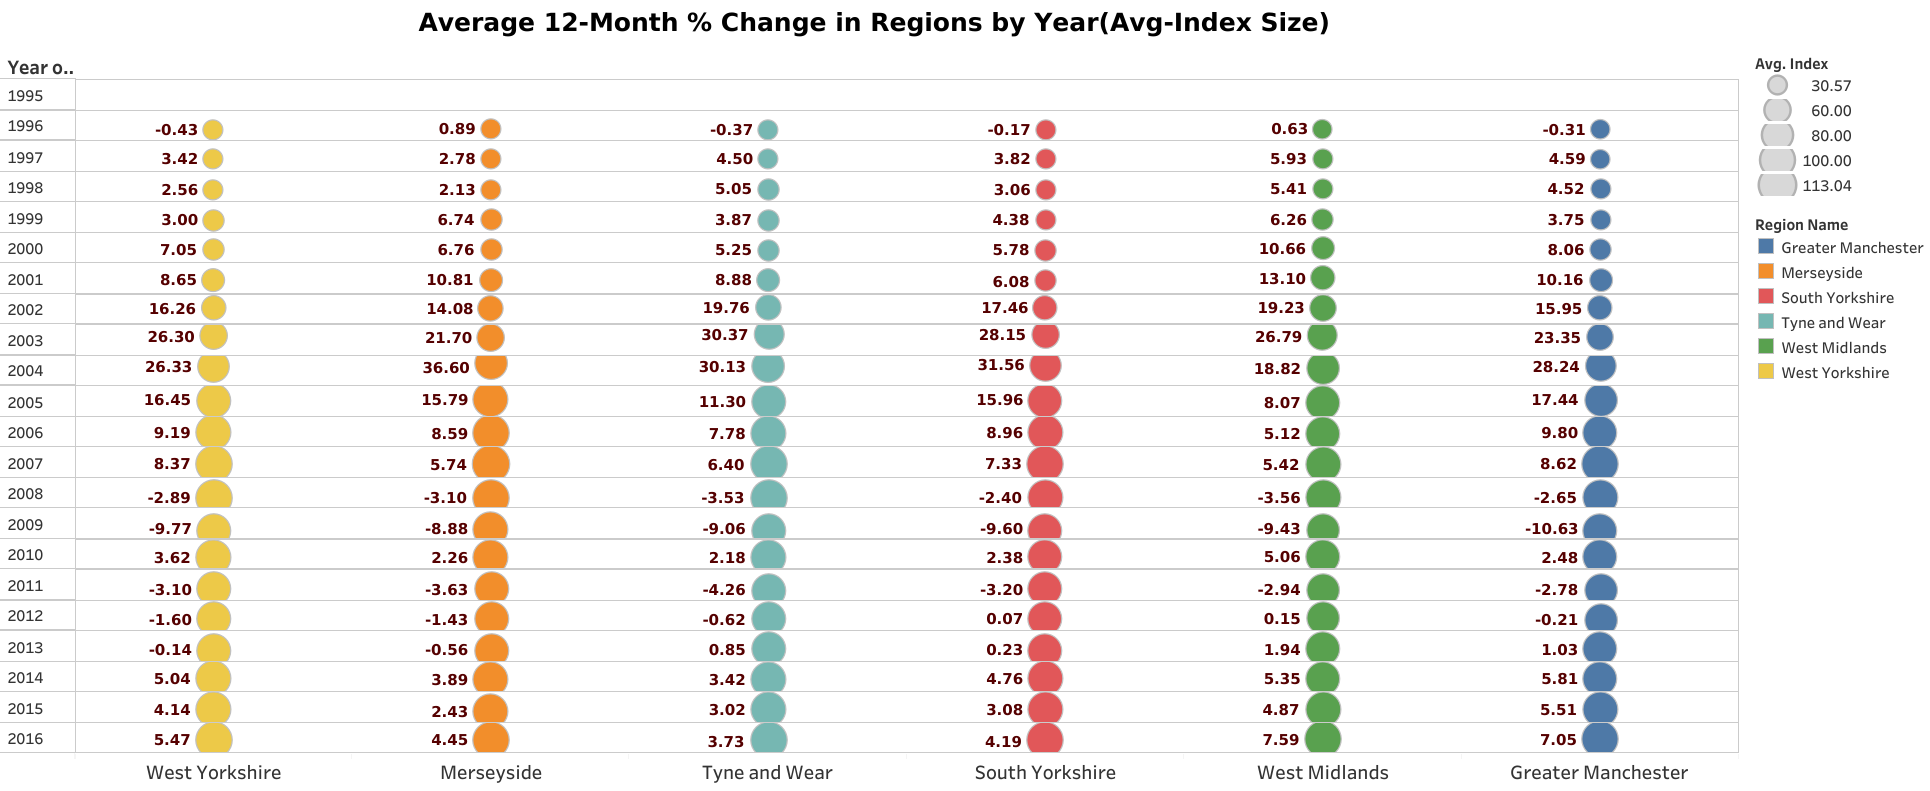 Average 12-Month % Change in Regions by Year(Avg-Index Size)
Year o..
1995
1996 -0.43 0.89 -0.37 -0.17 0.63 -0.31
1997 3.42 2.78 4.50 3.82 5.93 4.59
1998 2.56 2.13 5.05 3.06 5.41 4.52
1999 3.00 6.74 3.87 4.38 6.26 3.75
2000 7.05 6.76 5.25 5.78 10.66 8.06
2001 8.65 10.81 8.88 6.08 13.10 10.16
2002 16.26 14.08 19.76 17.46 19.23 15.95
2003 26.30 21.70 30.37 28.15 26.79 23.35
2004 26.33 36.60 30.13 31.56 18.82 28.24
2005 16.45 15.79 11.30 15.96 8.07 17.44
2006 9.19 8.59 7.78 8.96 5.12 9.80
2007 8.37 5.74 6.40 7.33 5.42 8.62
2008 -2.89 -3.10 -3.53 -2.40 -3.56 -2.65
2009 -9.77 -8.88 -9.06 -9.60 -9.43 -10.63
2010 3.62 2.26 2.18 2.38 5.06 2.48
2011 -3.10 -3.63 -4.26 -3.20 -2.94 -2.78
2012 -1.60 -1.43 -0.62 0.07 0.15 -0.21
2013 -0.14 -0.56 0.85 0.23 1.94 1.03
2014 5.04 3.89 3.42 4.76 5.35 5.81
2015 4.14 2.43 3.02 3.08 4.87 5.51
2016 5.47 4.45 3.73 4.19 7.59 7.05
West Yorkshire Merseyside Tyne and Wear South Yorkshire West Midlands Greater Manchester
Avg. Index
30.57
60.00
80.00
100.00
113.04
Region Name
Greater Manchester
Merseyside
South Yorkshire
Tyne and Wear
West Midlands
West Yorkshire